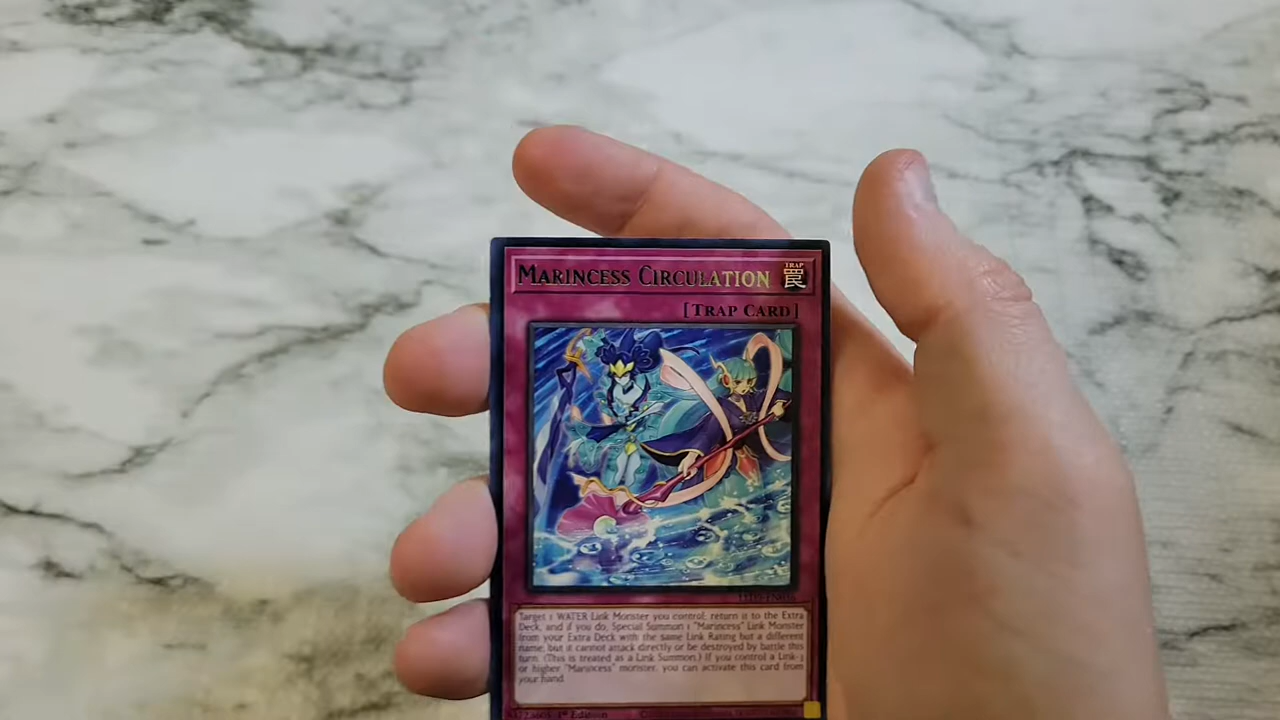 MARINCESS CIRCULATION
TRAP
罠
[TRAP CARD]
Target 1 WATER Link Monster you control; return it to the Extra
Deck, and if you do, Special Summon 1 "Marincess" Link Monster
from your Extra Deck with the same Link Rating but a different
name, but it cannot attack directly or be destroyed by battle this
turn. (This is treated as a Link Summon.) If you control a Link-3
or higher "Marincess" monster, you can activate this card from
your hand.
1st Edition